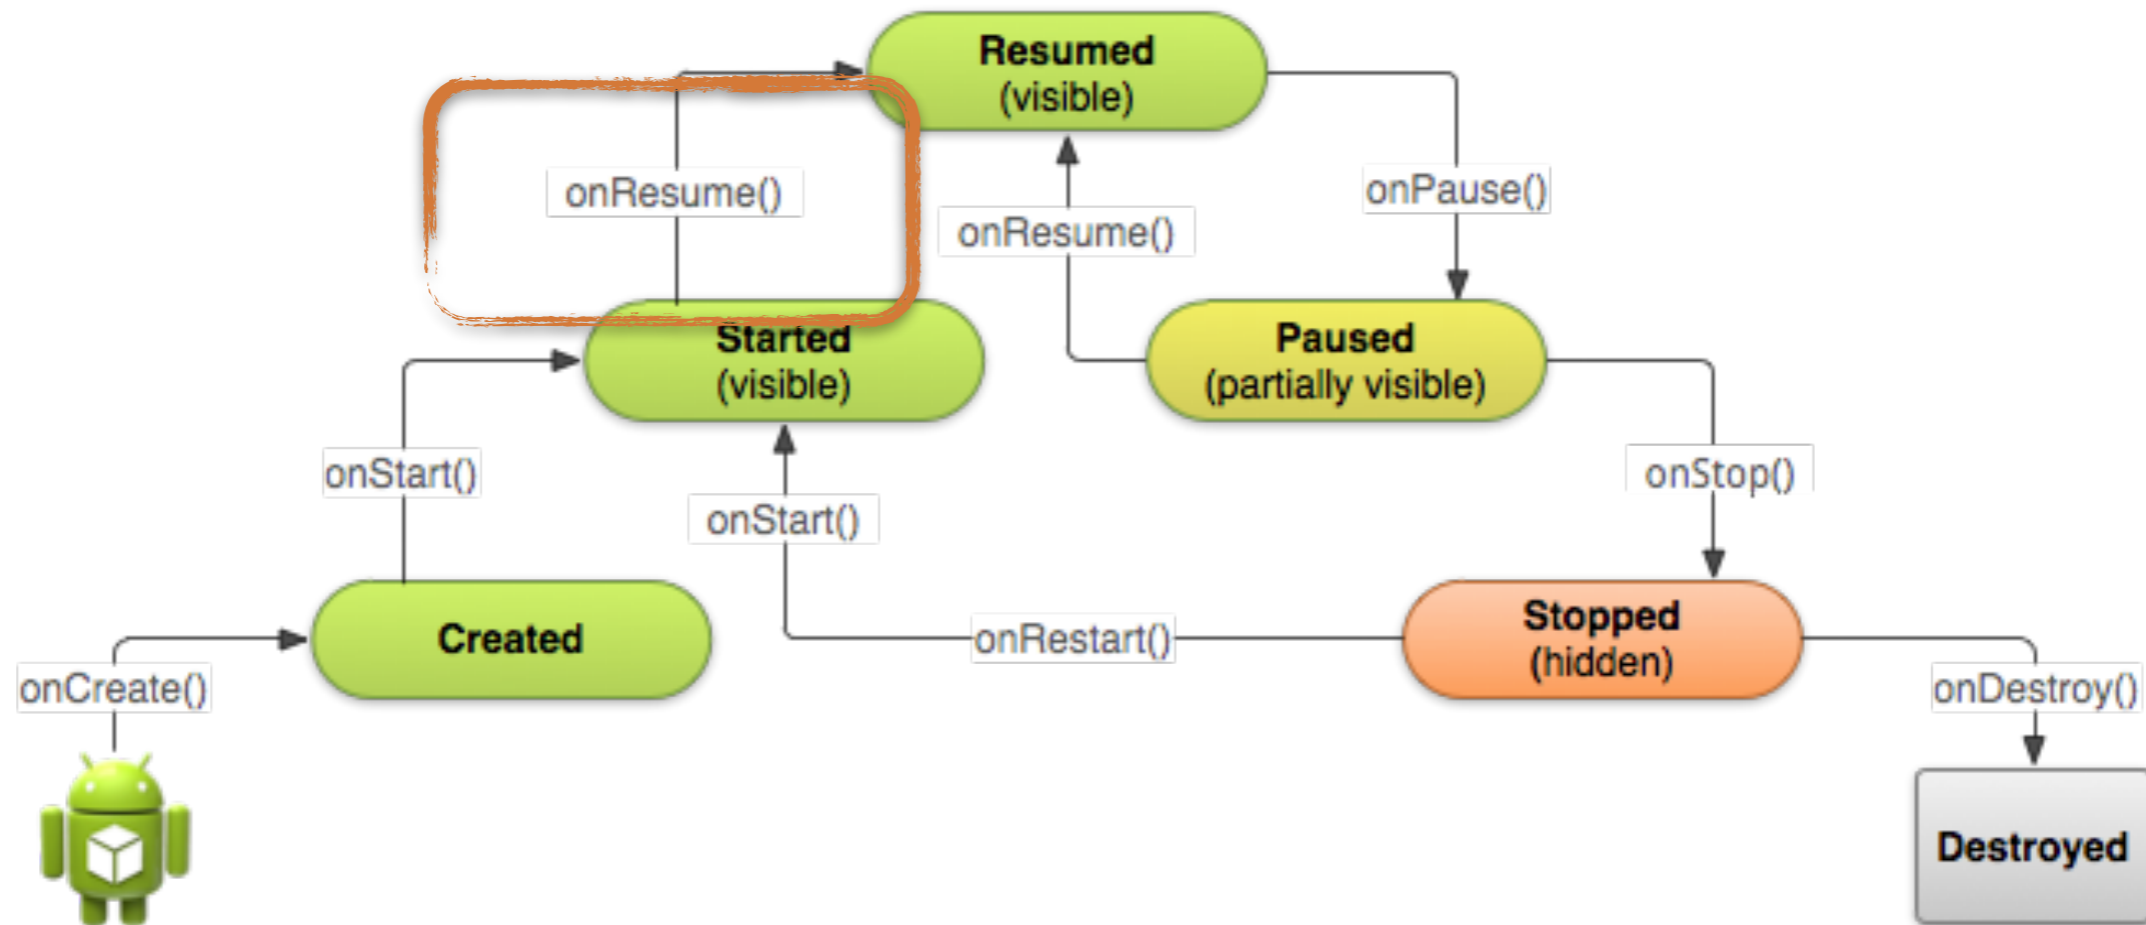 Resumed
(visible)
onResume()
onPause()
onResume()
Started
(visible)
Paused
(partially visible)
onStart()
onStop()
onStart()
Created
onRestart()
Stopped
(hidden)
onCreate()
onDestroy()
Destroyed